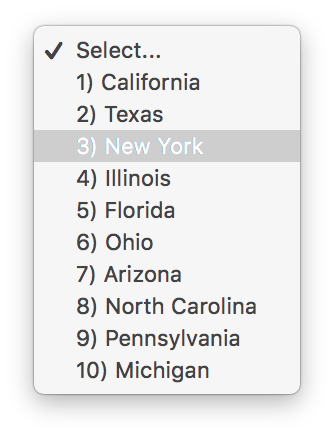 Select...
1) California
2) Texas
3) New York
4) Illinois
5) Florida
6) Ohio
7) Arizona
8) North Carolina
9) Pennsylvania
10) Michigan